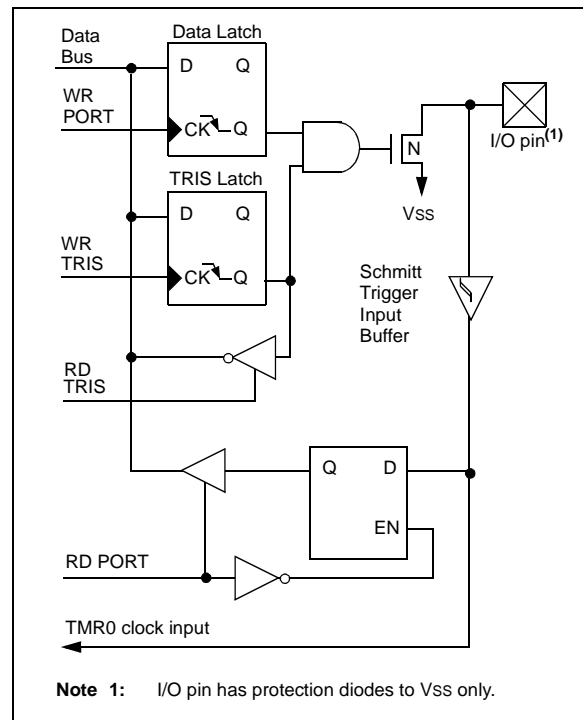 Data Latch
Data
Bus
D Q
WR
PORT
CK Q
N
I/O pin(1)
VSS
TRIS Latch
D Q
WR
TRIS
CK Q
Schmitt
Trigger
Input
Buffer
RD
TRIS
Q D
EN
RD PORT
TMR0 clock input
Note 1: I/O pin has protection diodes to VSS only.